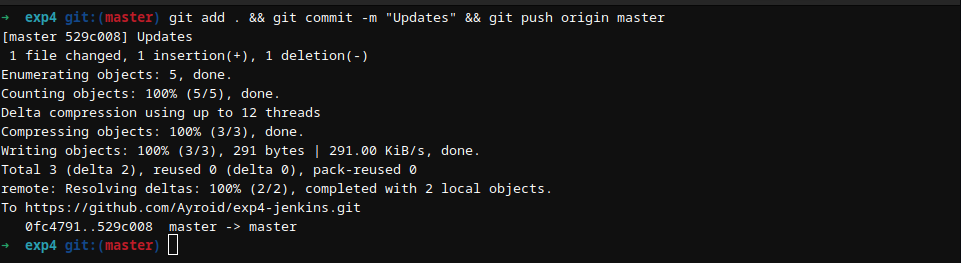 → exp4 git:(master) git add . && git commit -m "Updates" && git push origin master
[master 529c008] Updates
 1 file changed, 1 insertion(+), 1 deletion(-)
Enumerating objects: 5, done.
Counting objects: 100% (5/5), done.
Delta compression using up to 12 threads
Compressing objects: 100% (3/3), done.
Writing objects: 100% (3/3), 291 bytes | 291.00 KiB/s, done.
Total 3 (delta 2), reused 0 (delta 0), pack-reused 0
remote: Resolving deltas: 100% (2/2), completed with 2 local objects.
To https://github.com/Ayroid/exp4-jenkins.git
   0fc4791..529c008  master -> master
→ exp4 git:(master)